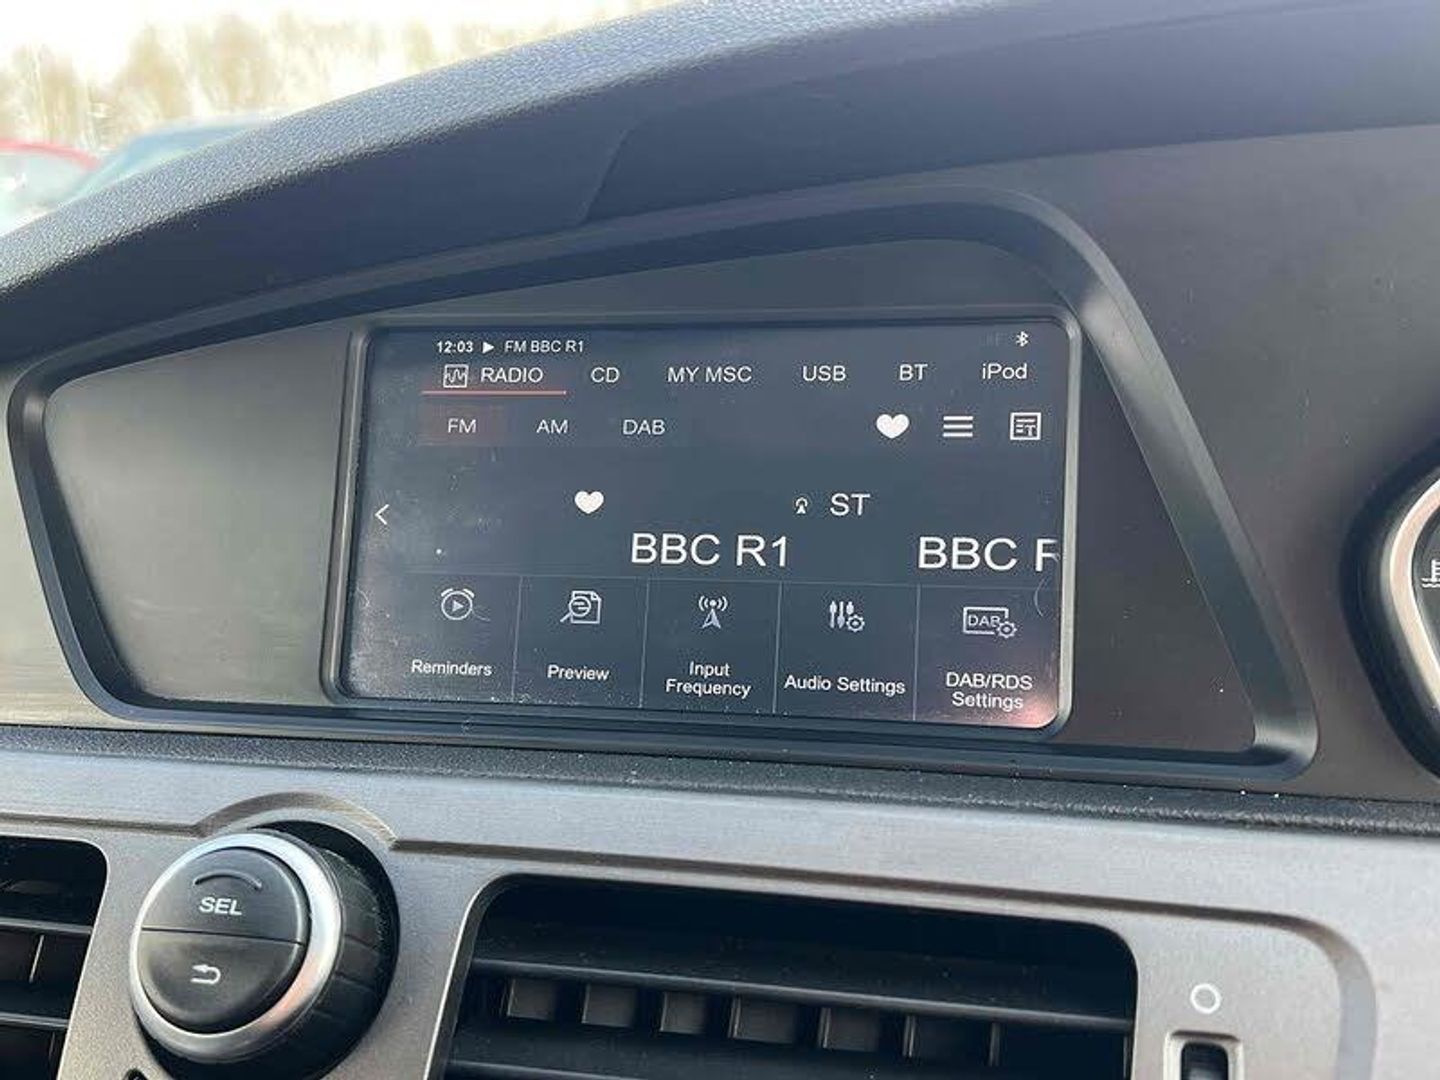 12:03 ▶ FM BBC R1
RADIO CD MY MSC USB BT iPod
FM AM DAB
ST
BBC R1 BBC R
Reminders
Preview
Input
Frequency
Audio Settings
DAB
DAB/RDS
Settings
SEL